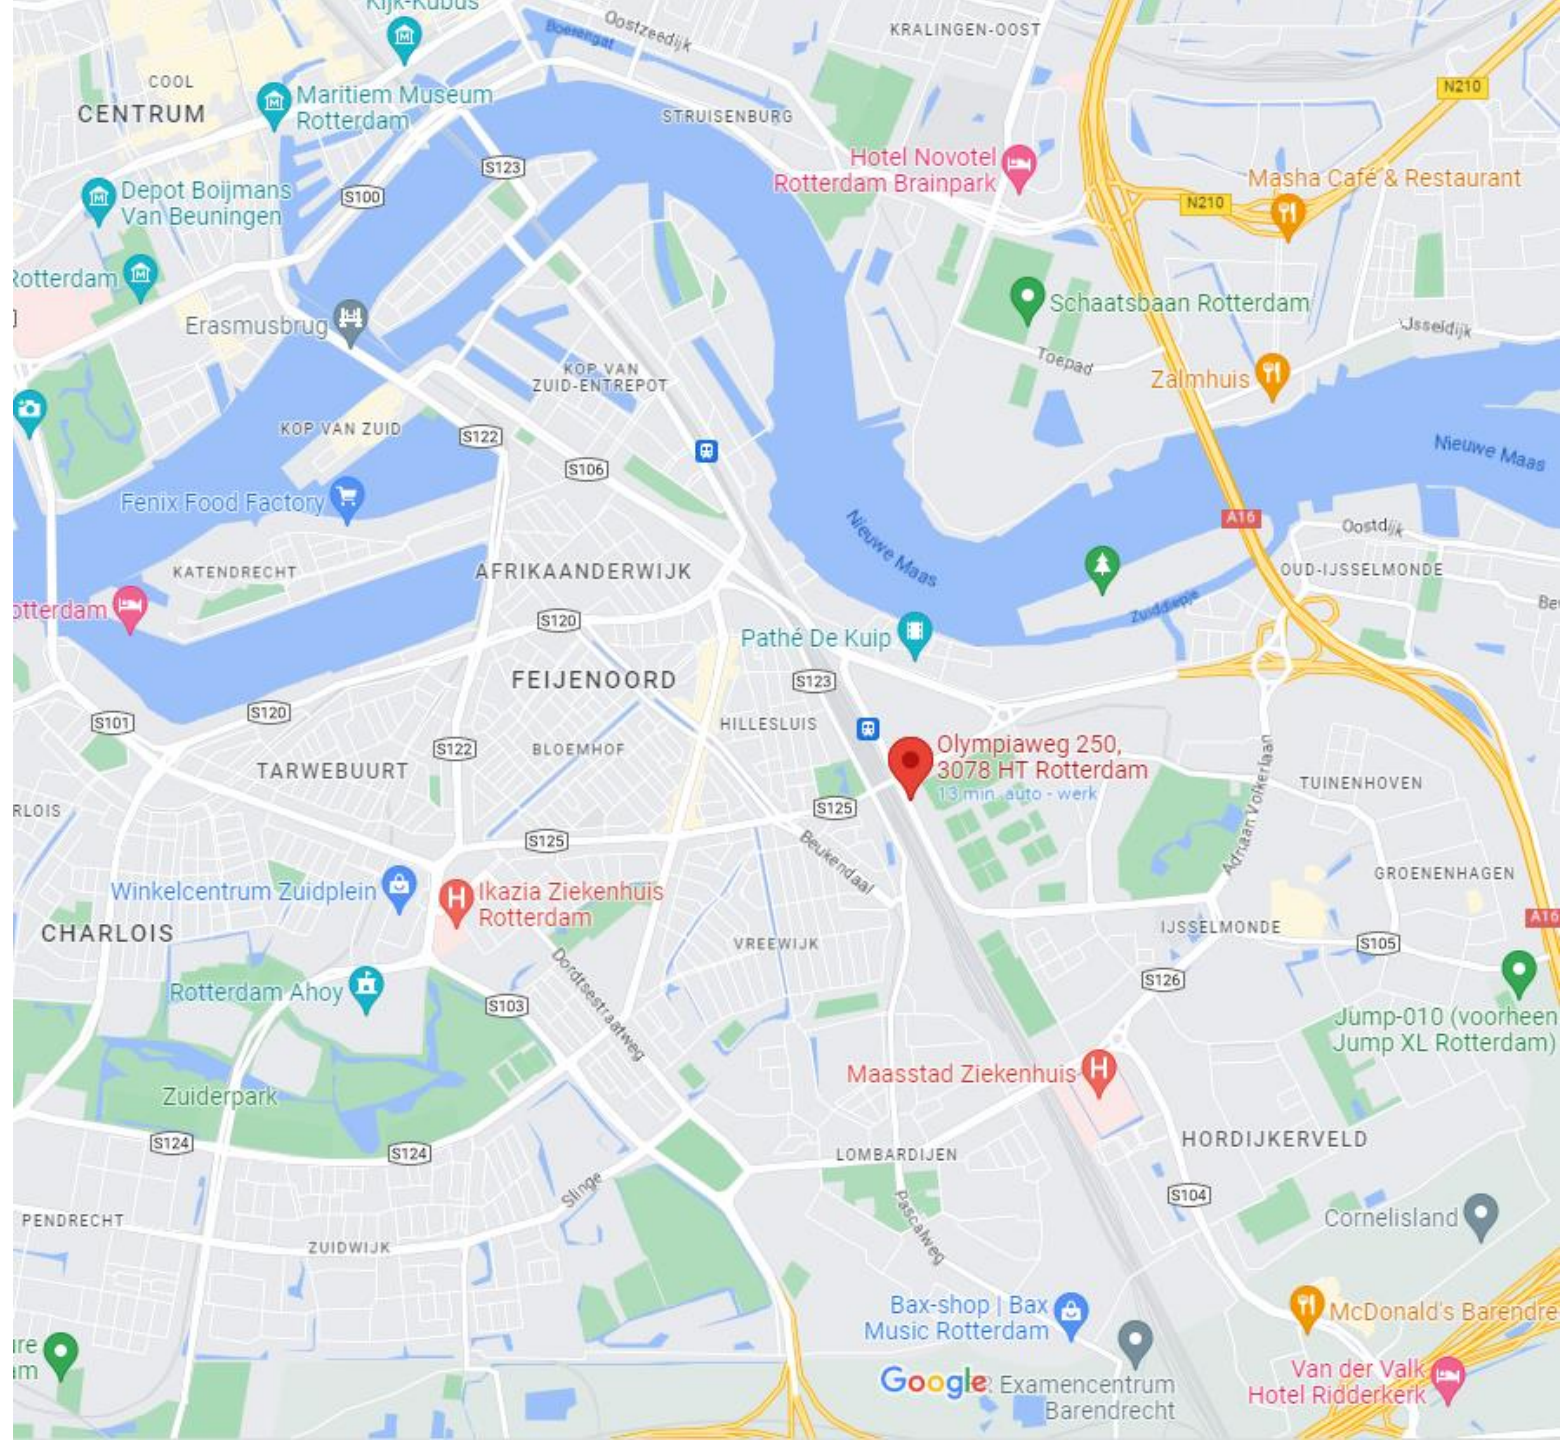 Kijk-Kubus
Oostzeedijk
Boerengat
KRALINGEN-OOST
COOL
CENTRUM
Maritiem Museum
Rotterdam
STRUISENBURG
N210
S123
S100
Hotel Novotel
Rotterdam Brainpark
Masha Café & Restaurant
N210
Depot Boijmans
Van Beuningen
Rotterdam
Erasmusbrug
Schaatsbaan Rotterdam
IJsseldijk
Toepad
Zalmhuis
KOP VAN
ZUID-ENTREPOT
KOP VAN ZUID
S122
S106
Nieuwe Maas
Fenix Food Factory
A16
Oostdijk
Nieuwe Maas
KATENDRECHT
AFRIKAANDERWIJK
OUD-IJSSELMONDE
Zuiddiepje
Be
otterdam
S120
Pathé De Kuip
FEIJENOORD
S123
S120
S101
HILLESLUIS
S122
BLOEMHOF
Olympiaweg 250,
3078 HT Rotterdam
13 min. auto - werk
TARWEBUURT
TUINENHOVEN
Adriaan Volkerlaan
RLOIS
S125
S125
Beukendaal
GROENENHAGEN
Winkelcentrum Zuidplein
Ikazia Ziekenhuis
Rotterdam
A16
CHARLOIS
VREEWIJK
IJSSELMONDE
S105
S126
Rotterdam Ahoy
S103
Dordtsestraatweg
Jump-010 (voorheen
Jump XL Rotterdam)
Maasstad Ziekenhuis
Zuiderpark
S124
S124
LOMBARDIJEN
HORDIJKERVELD
Slinge
Pascalweg
S104
PENDRECHT
ZUIDWIJK
Cornelisland
Bax-shop | Bax
Music Rotterdam
McDonald's Barendre
ire
am
Google
Examencentrum
Barendrecht
Van der Valk
Hotel Ridderkerk